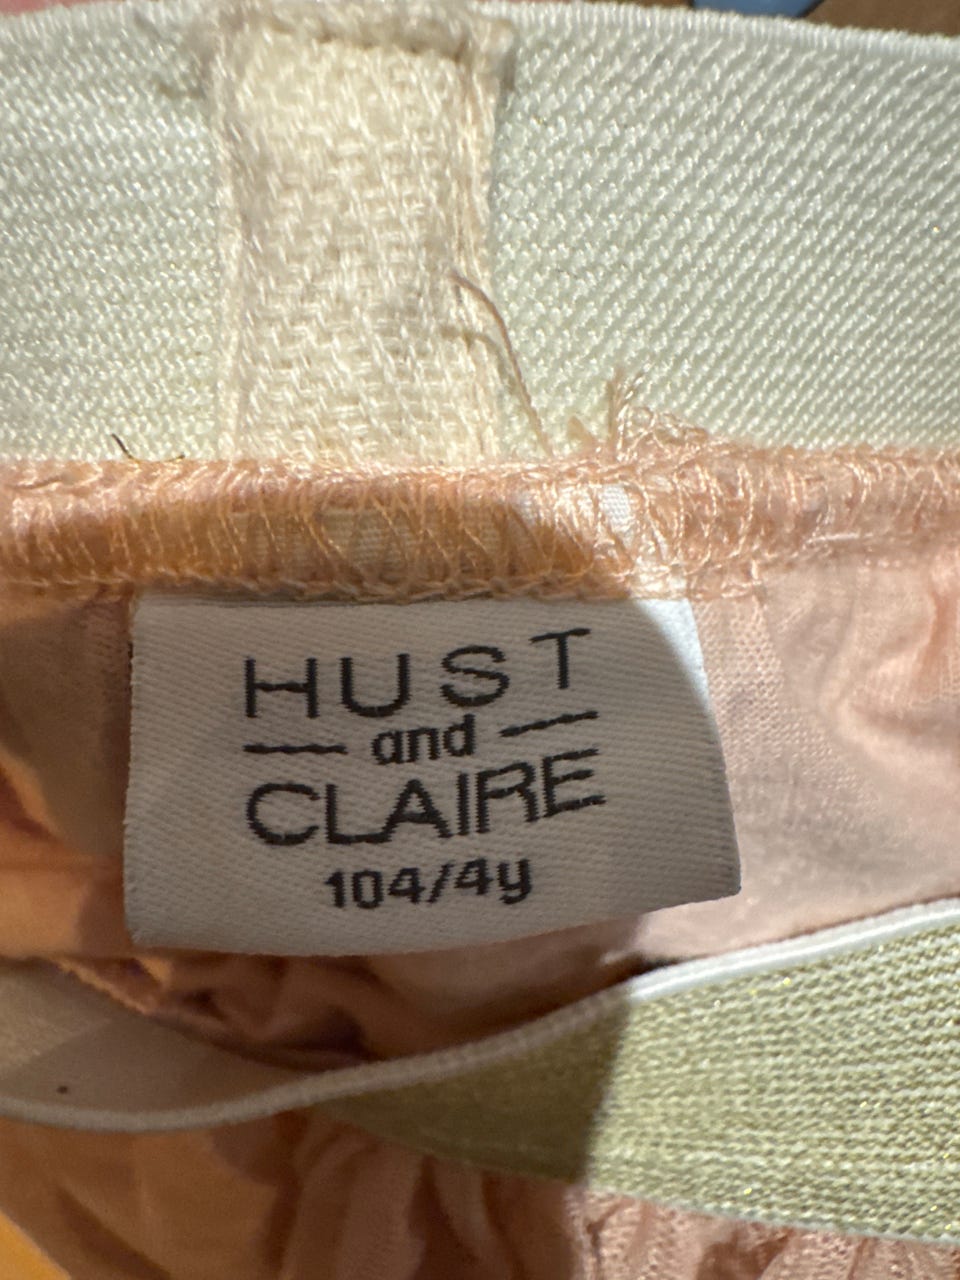 HUST
and
CLAIRE
104/4y